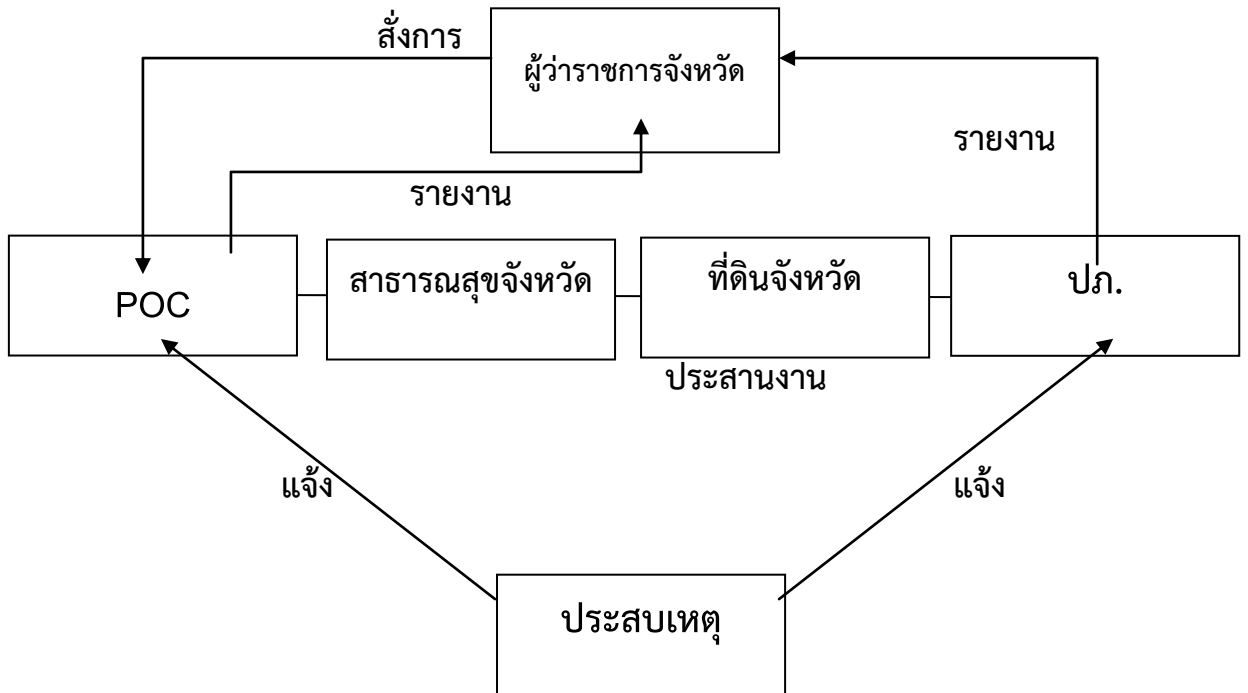 สั่งการ
ผู้ว่าราชการจังหวัด
รายงาน
รายงาน
POC
สาธารณสุขจังหวัด
ที่ดินจังหวัด
ปภ.
ประสานงาน
แจ้ง
แจ้ง
ประสบเหตุ